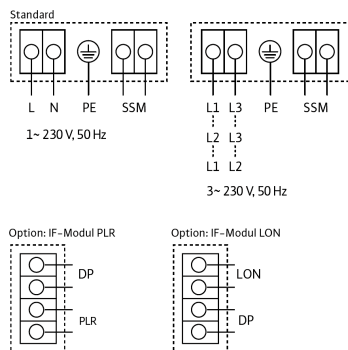 Standard
L N PE SSM
L1 L3 PE SSM
1~ 230 V, 50 Hz
L2 L3
L1 L2
3~ 230 V, 50 Hz
Option: IF-Modul PLR
Option: IF-Modul LON
DP
PLR
LON
DP